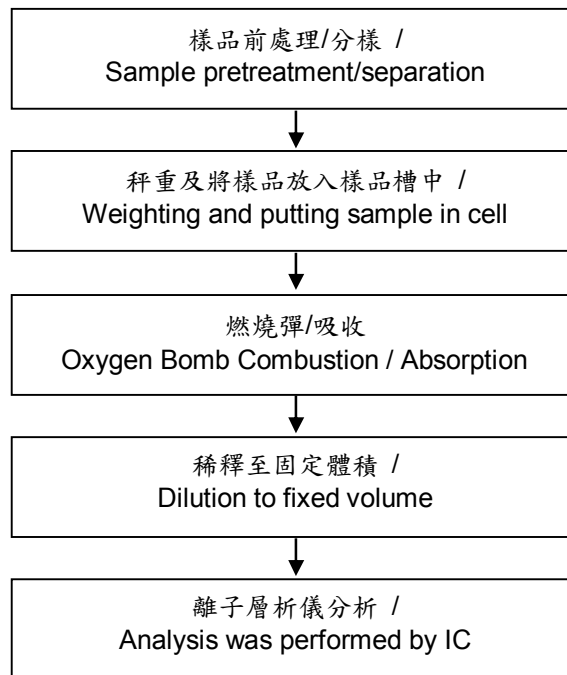 樣品前處理/分樣 /
Sample pretreatment/separation
秤重及將樣品放入樣品槽中 /
Weighting and putting sample in cell
燃燒彈/吸收
Oxygen Bomb Combustion / Absorption
稀釋至固定體積 /
Dilution to fixed volume
離子層析儀分析 /
Analysis was performed by IC